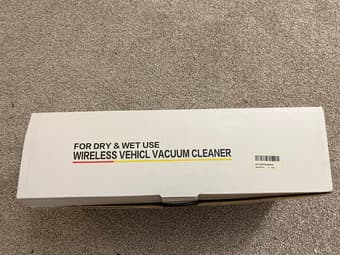 FOR DRY & WET USE
WIRELESS VEHICL VACUUM CLEANER